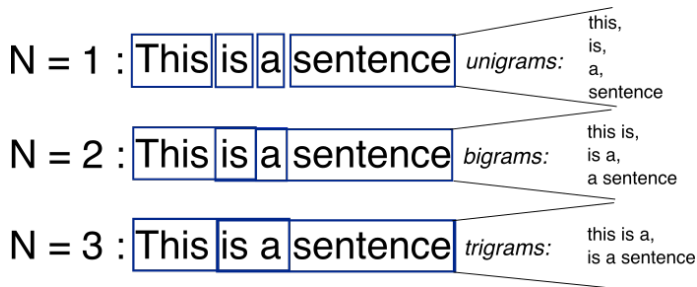 N = 1 : This is a sentence unigrams: this,
is,
a,
sentence
N = 2 : This is a sentence bigrams: this is,
is a,
a sentence
N = 3 : This is a sentence trigrams: this is a,
is a sentence